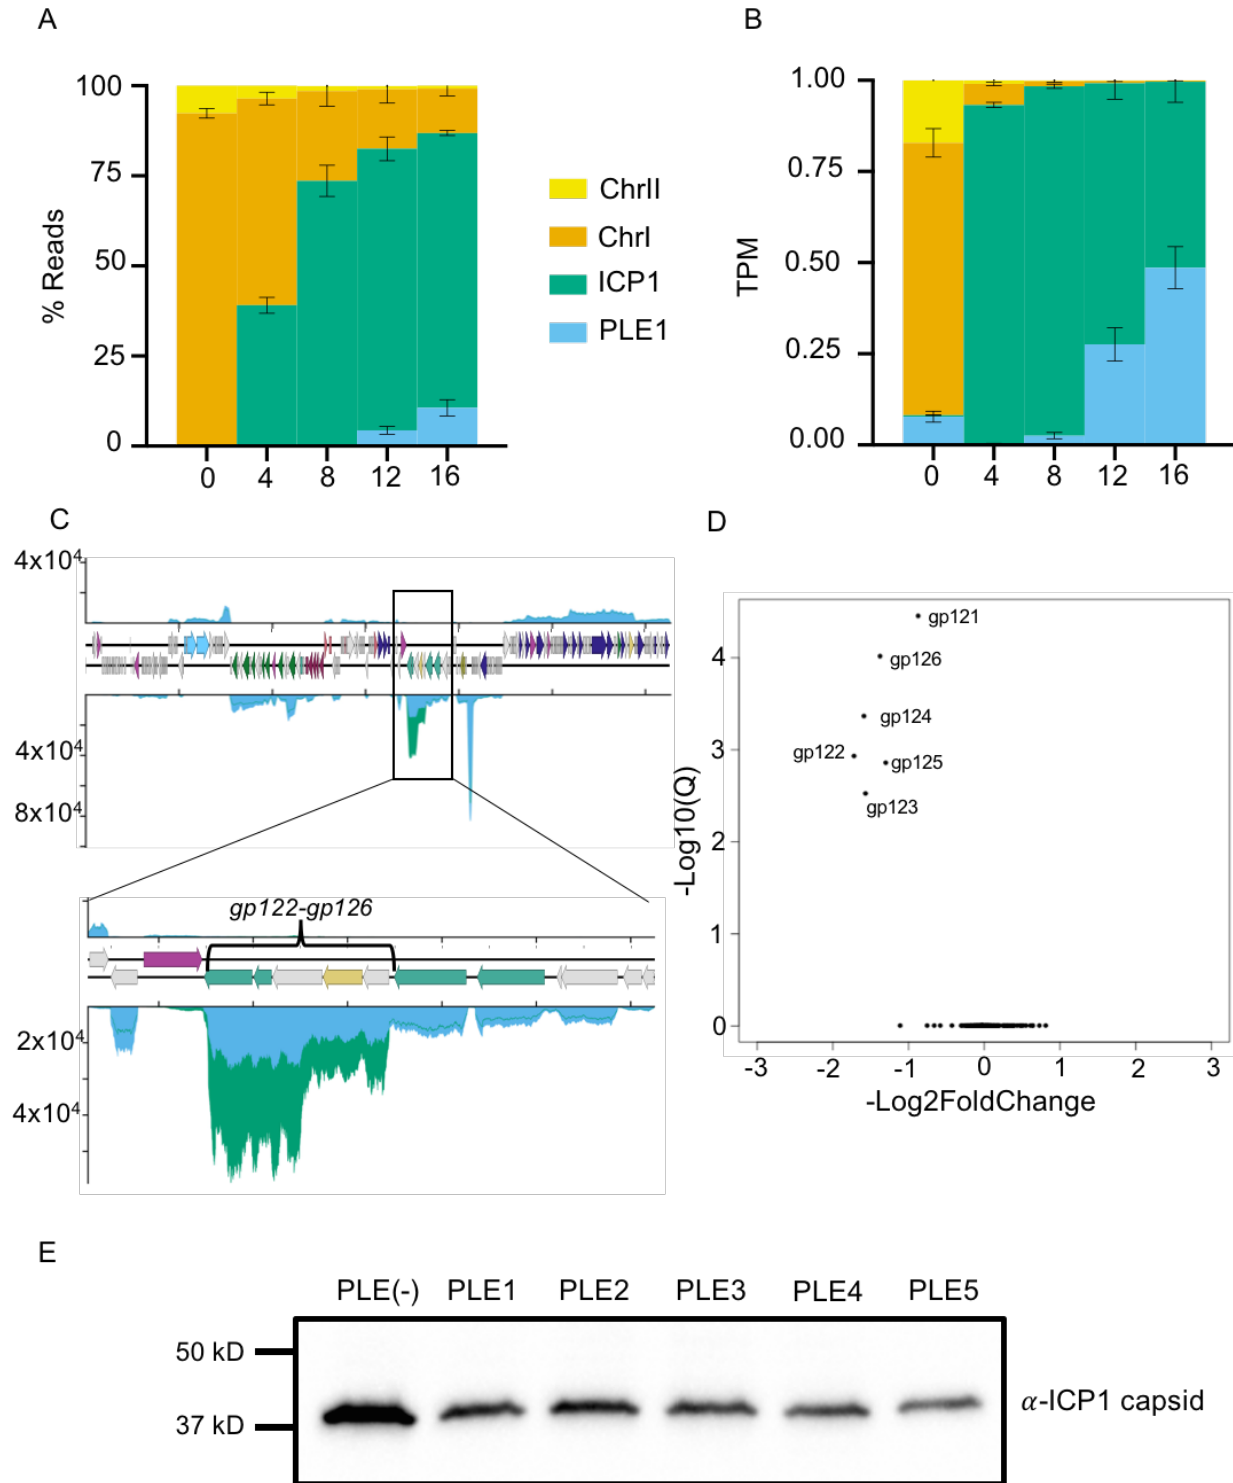 A
B
100
75
50
25
0
% Reads
0 4 8 12 16
ChrII
ChrI
ICP1
PLE1
1.00
0.75
0.50
0.25
0.00
TPM
0 4 8 12 16
C
D
4x10⁴
4x10⁴
8x10⁴
gp122-gp126
2x10⁴
4x10⁴
gp121
gp126
gp124
gp122
gp125
gp123
4
3
2
1
0
-Log10(Q)
-3 -2 -1 0 1 2 3
-Log2FoldChange
E
PLE(-) PLE1 PLE2 PLE3 PLE4 PLE5
50 kD
37 kD
α-ICP1 capsid